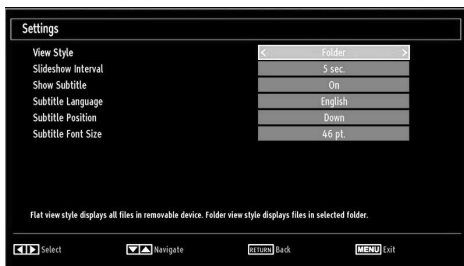 Settings
View Style < Folder >
Slideshow Interval 5 sec.
Show Subtitle On
Subtitle Language English
Subtitle Position Down
Subtitle Font Size 46 pt.
Flat view style displays all files in removable device. Folder view style displays files in selected folder.
Select Navigate RETURN Back MENU Exit